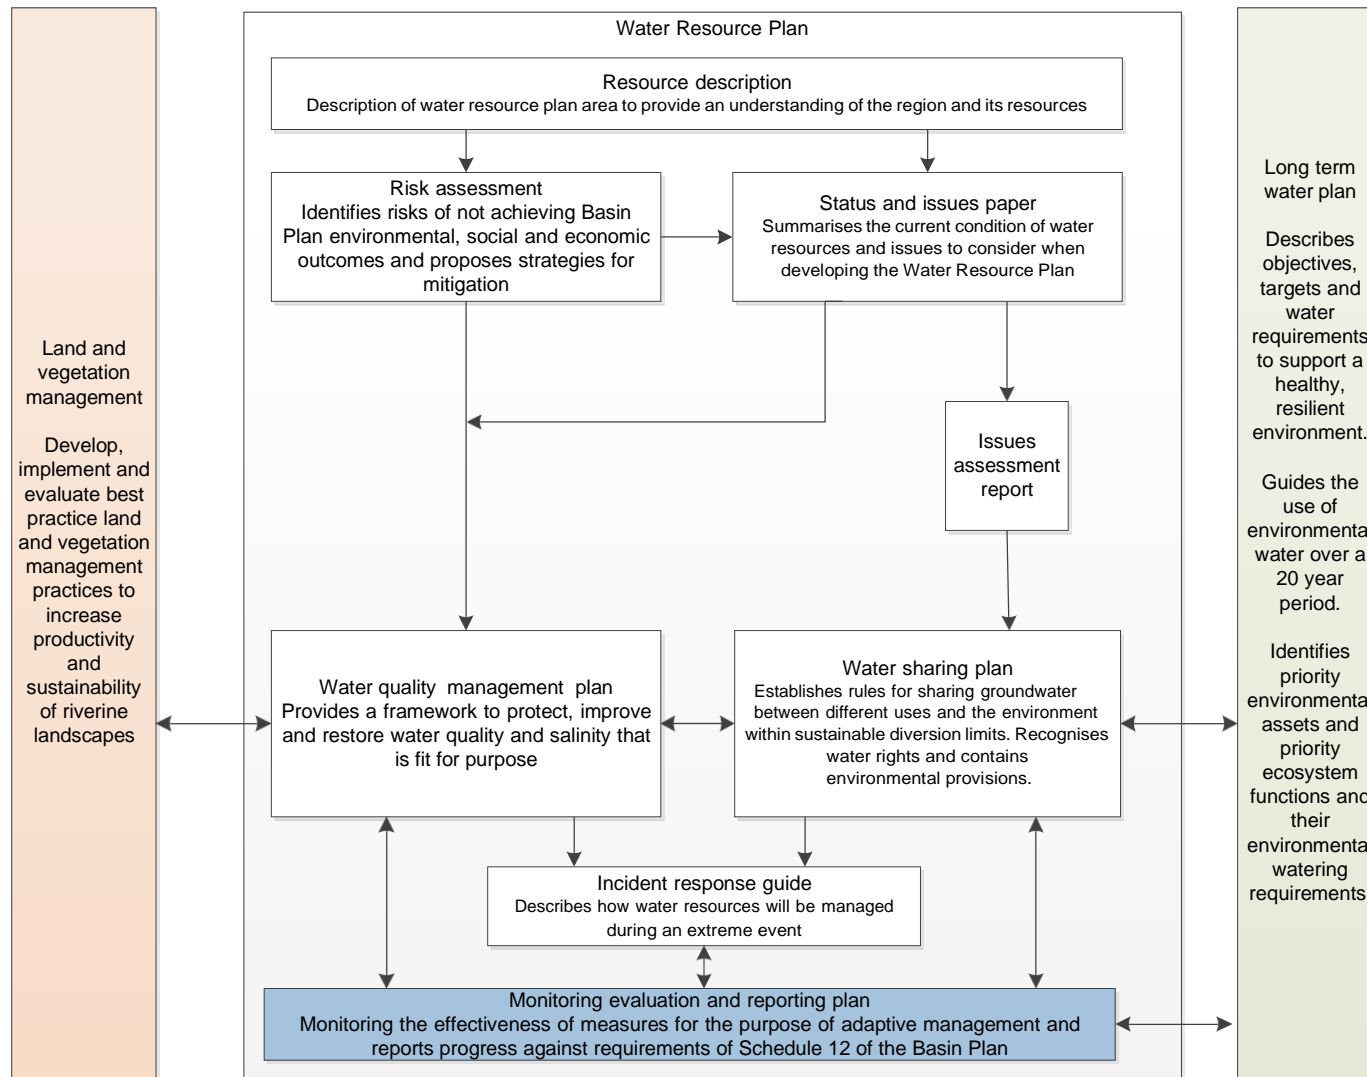 Water Resource Plan
Resource description
Description of water resource plan area to provide an understanding of the region and its resources
Risk assessment
Identifies risks of not achieving Basin
Plan environmental, social and economic
outcomes and proposes strategies for
mitigation
Status and issues paper
Summarises the current condition of water
resources and issues to consider when
developing the Water Resource Plan
Issues
assessment
report
Land and
vegetation
management
Develop,
implement and
evaluate best
practice land
and vegetation
management
practices to
increase
productivity
and
sustainability
of riverine
landscapes
Water quality management plan
Provides a framework to protect, improve
and restore water quality and salinity that
is fit for purpose
Water sharing plan
Establishes rules for sharing groundwater
between different uses and the environment
within sustainable diversion limits. Recognises
water rights and contains
environmental provisions.
Incident response guide
Describes how water resources will be managed
during an extreme event
Monitoring evaluation and reporting plan
Monitoring the effectiveness of measures for the purpose of adaptive management and
reports progress against requirements of Schedule 12 of the Basin Plan
Long term
water plan
Describes
objectives,
targets and
water
requirements
to support a
healthy,
resilient
environment.
Guides the
use of
environmenta
water over a
20 year
period.
Identifies
priority
environmenta
assets and
priority
ecosystem
functions and
their
environmenta
watering
requirements